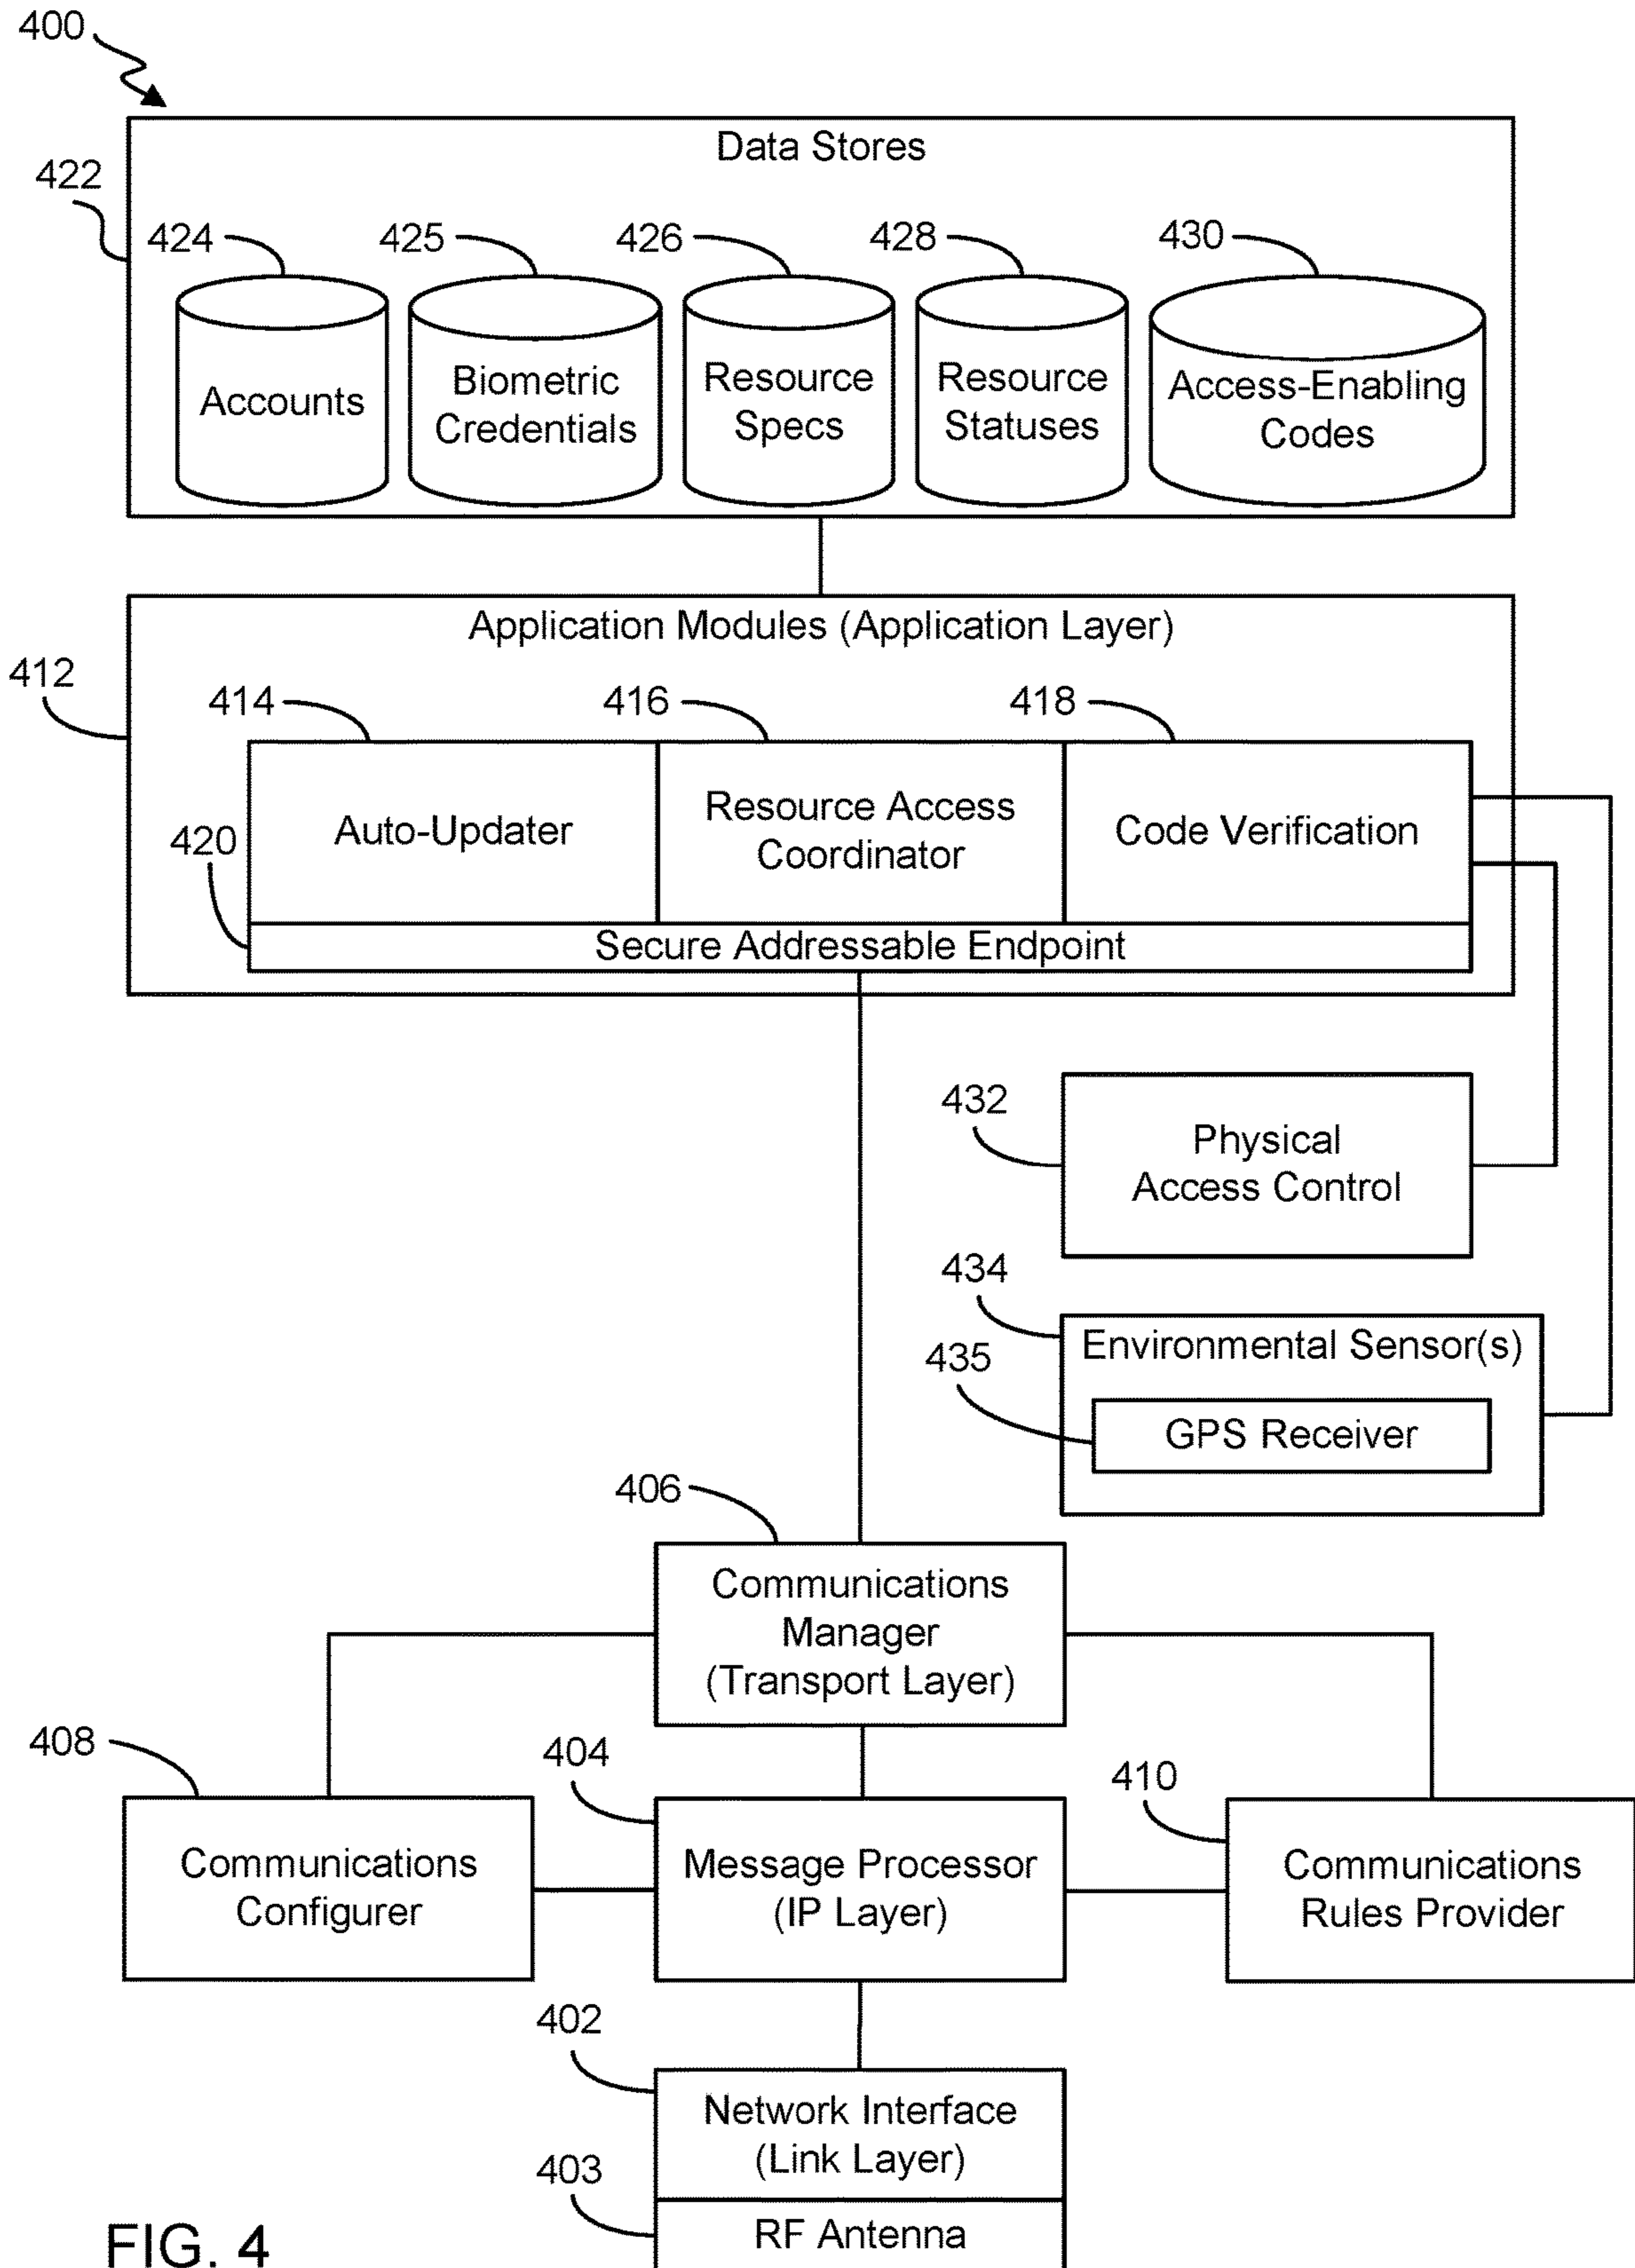 400
Data Stores
422
424
425
426
428
430
Accounts
Biometric
Credentials
Resource
Specs
Resource
Statuses
Access-Enabling
Codes
Application Modules (Application Layer)
412
414
416
418
Auto-Updater
Resource Access
Coordinator
Code Verification
420
Secure Addressable Endpoint
432
Physical
Access Control
434
Environmental Sensor(s)
435
GPS Receiver
406
Communications
Manager
(Transport Layer)
408
404
410
Communications
Configurer
Message Processor
(IP Layer)
Communications
Rules Provider
402
Network Interface
(Link Layer)
403
RF Antenna
FIG. 4